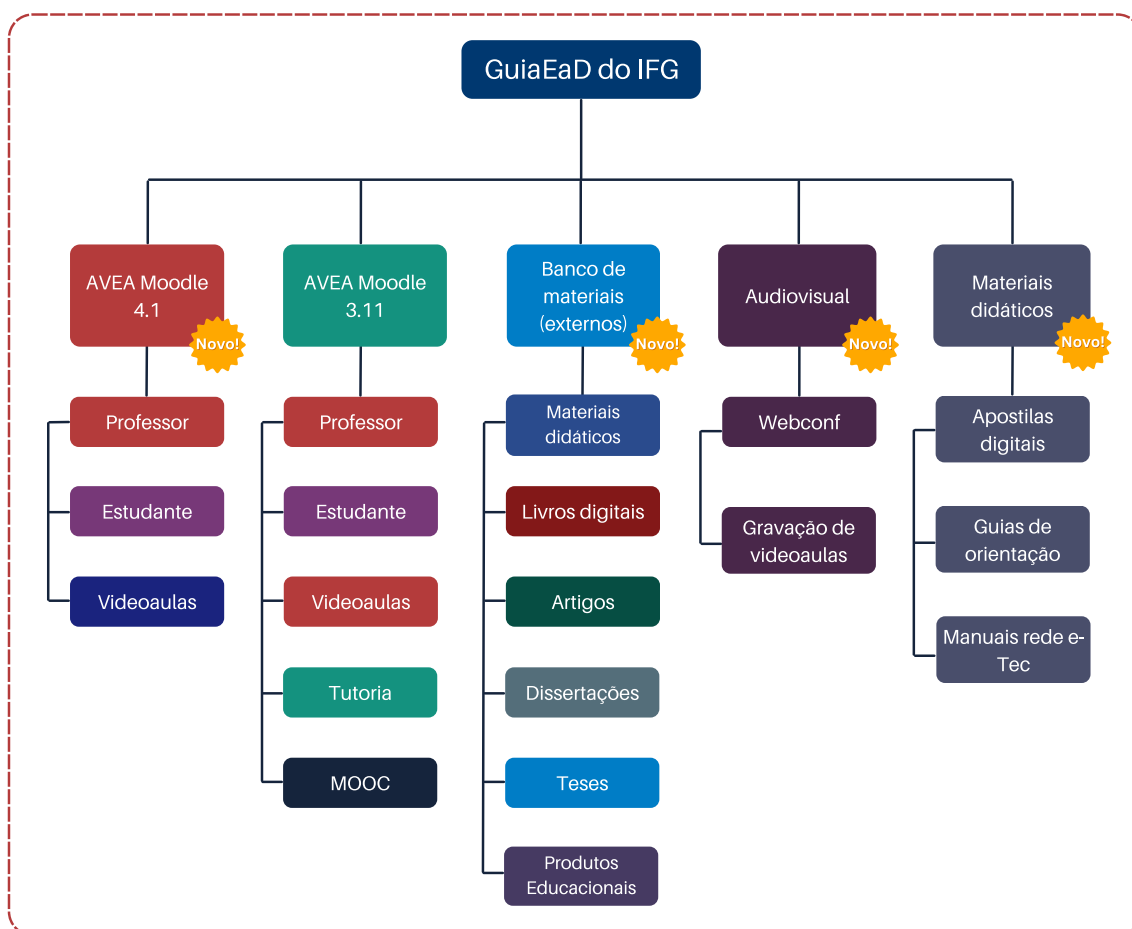 GuiaEaD do IFG
AVEA Moodle
4.1
Novo!
Professor
Estudante
Videoaulas
AVEA Moodle
3.11
Professor
Estudante
Videoaulas
Tutoria
MOOC
Banco de
materiais
(externos)
Novo!
Materiais
didáticos
Livros digitais
Artigos
Dissertações
Teses
Produtos
Educacionais
Audiovisual
Novo!
Webconf
Gravação de
videoaulas
Materiais
didáticos
Novo!
Apostilas
digitais
Guias de
orientação
Manuais rede e-
Tec